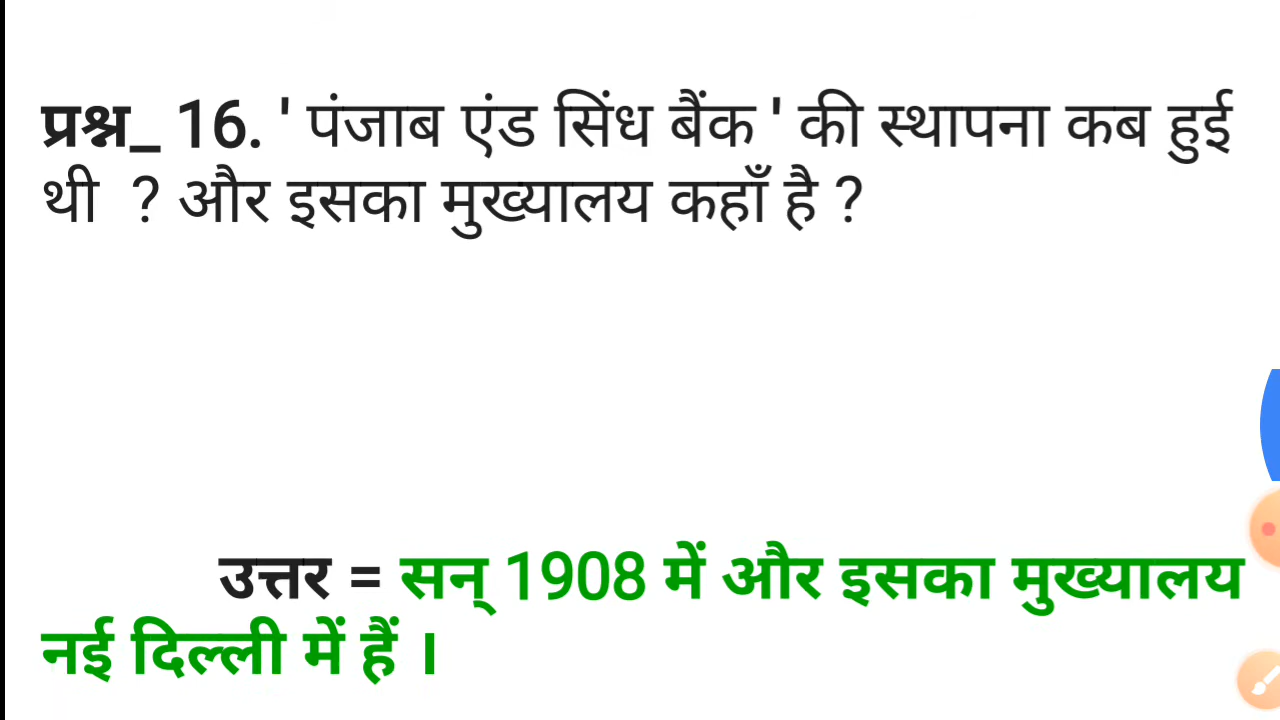 प्रश्न_ 16. ' पंजाब एंड सिंध बैंक ' की स्थापना कब हुई
थी ? और इसका मुख्यालय कहाँ है ?
उत्तर = सन् 1908 में और इसका मुख्यालय
नई दिल्ली में हैं ।